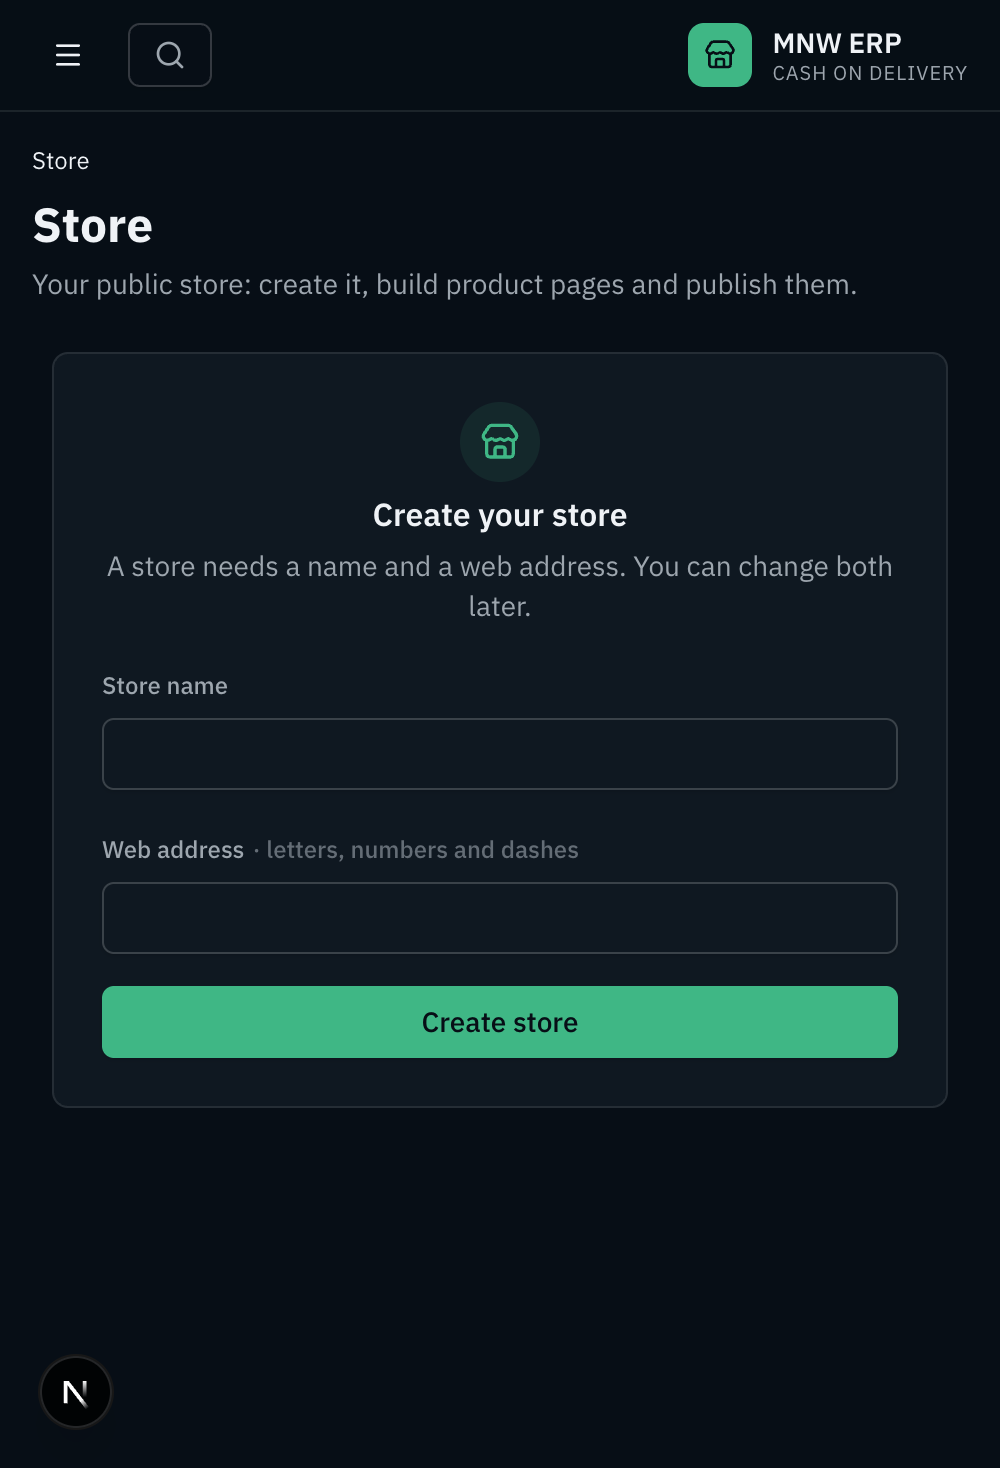 MNW ERP
CASH ON DELIVERY
Store
Store
Your public store: create it, build product pages and publish them.
Create your store
A store needs a name and a web address. You can change both
later.
Store name
Web address · letters, numbers and dashes
Create store
N